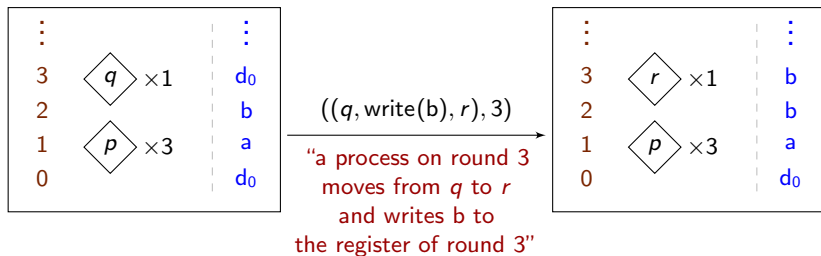 ⋮ ⋮
3 q ×1 d₀
2 b
1 p ×3 a
0 d₀
((q, write(b), r), 3)
"a process on round 3
moves from q to r
and writes b to
the register of round 3"
⋮ ⋮
3 r ×1 b
2 b
1 p ×3 a
0 d₀